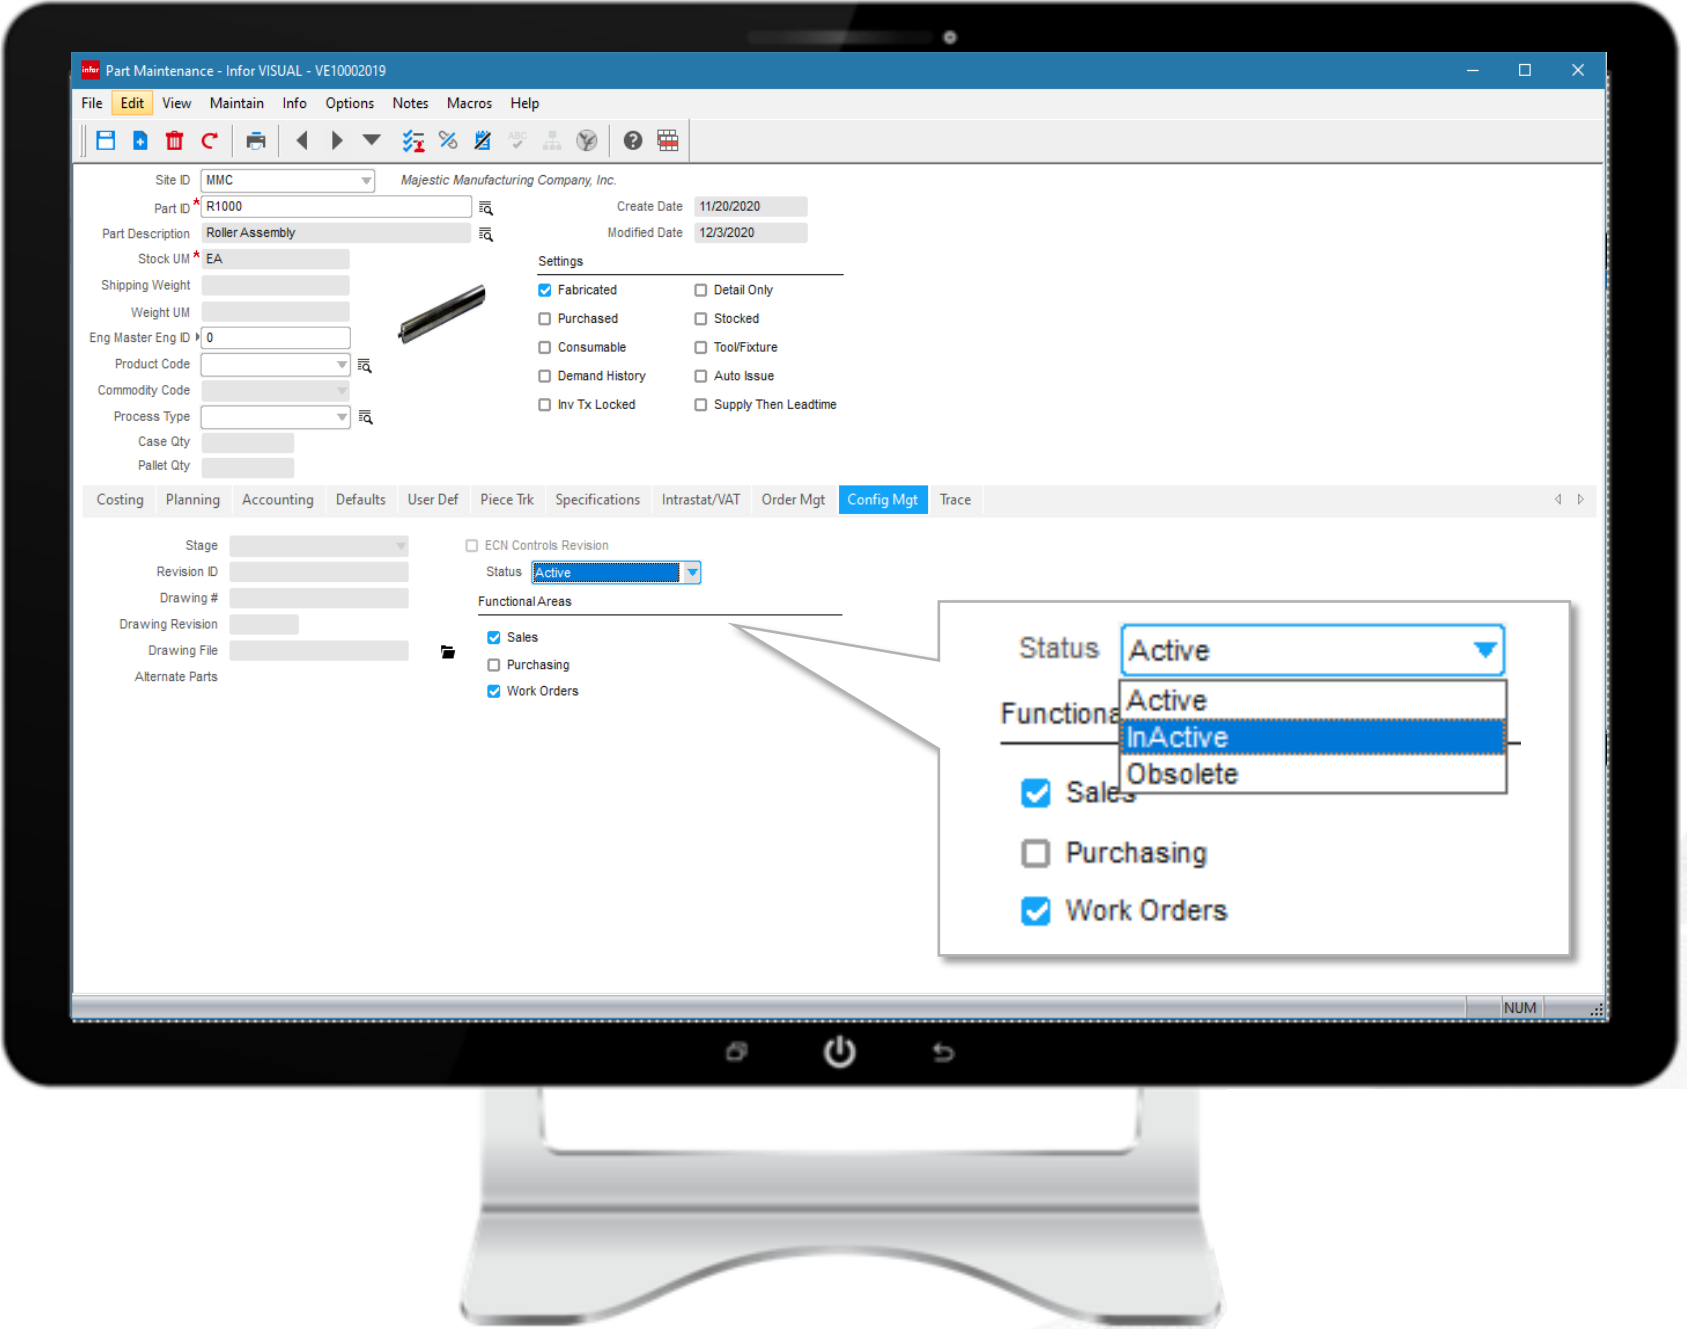 infor Part Maintenance - Infor VISUAL - VE10002019
File Edit View Maintain Info Options Notes Macros Help
ABC
Site ID MMC Majestic Manufacturing Company, Inc.
Part ID * R1000 Create Date 11/20/2020
Part Description Roller Assembly Modified Date 12/3/2020
Stock UM * EA Settings
Shipping Weight Fabricated Detail Only
Weight UM Purchased Stocked
Eng Master Eng ID 0 Consumable Tool/Fixture
Product Code Demand History Auto Issue
Commodity Code Inv Tx Locked Supply Then Leadtime
Process Type
Case Qty
Pallet Qty
Costing Planning Accounting Defaults User Def Piece Trk Specifications Intrastat/VAT Order Mgt Config Mgt Trace
Stage ECN Controls Revision
Revision ID Status Active
Drawing # Functional Areas
Drawing Revision Sales
Drawing File Purchasing
Alternate Parts Work Orders
Status Active
Active
Functiona
InActive
Obsolete
Sales
Purchasing
Work Orders
NUM